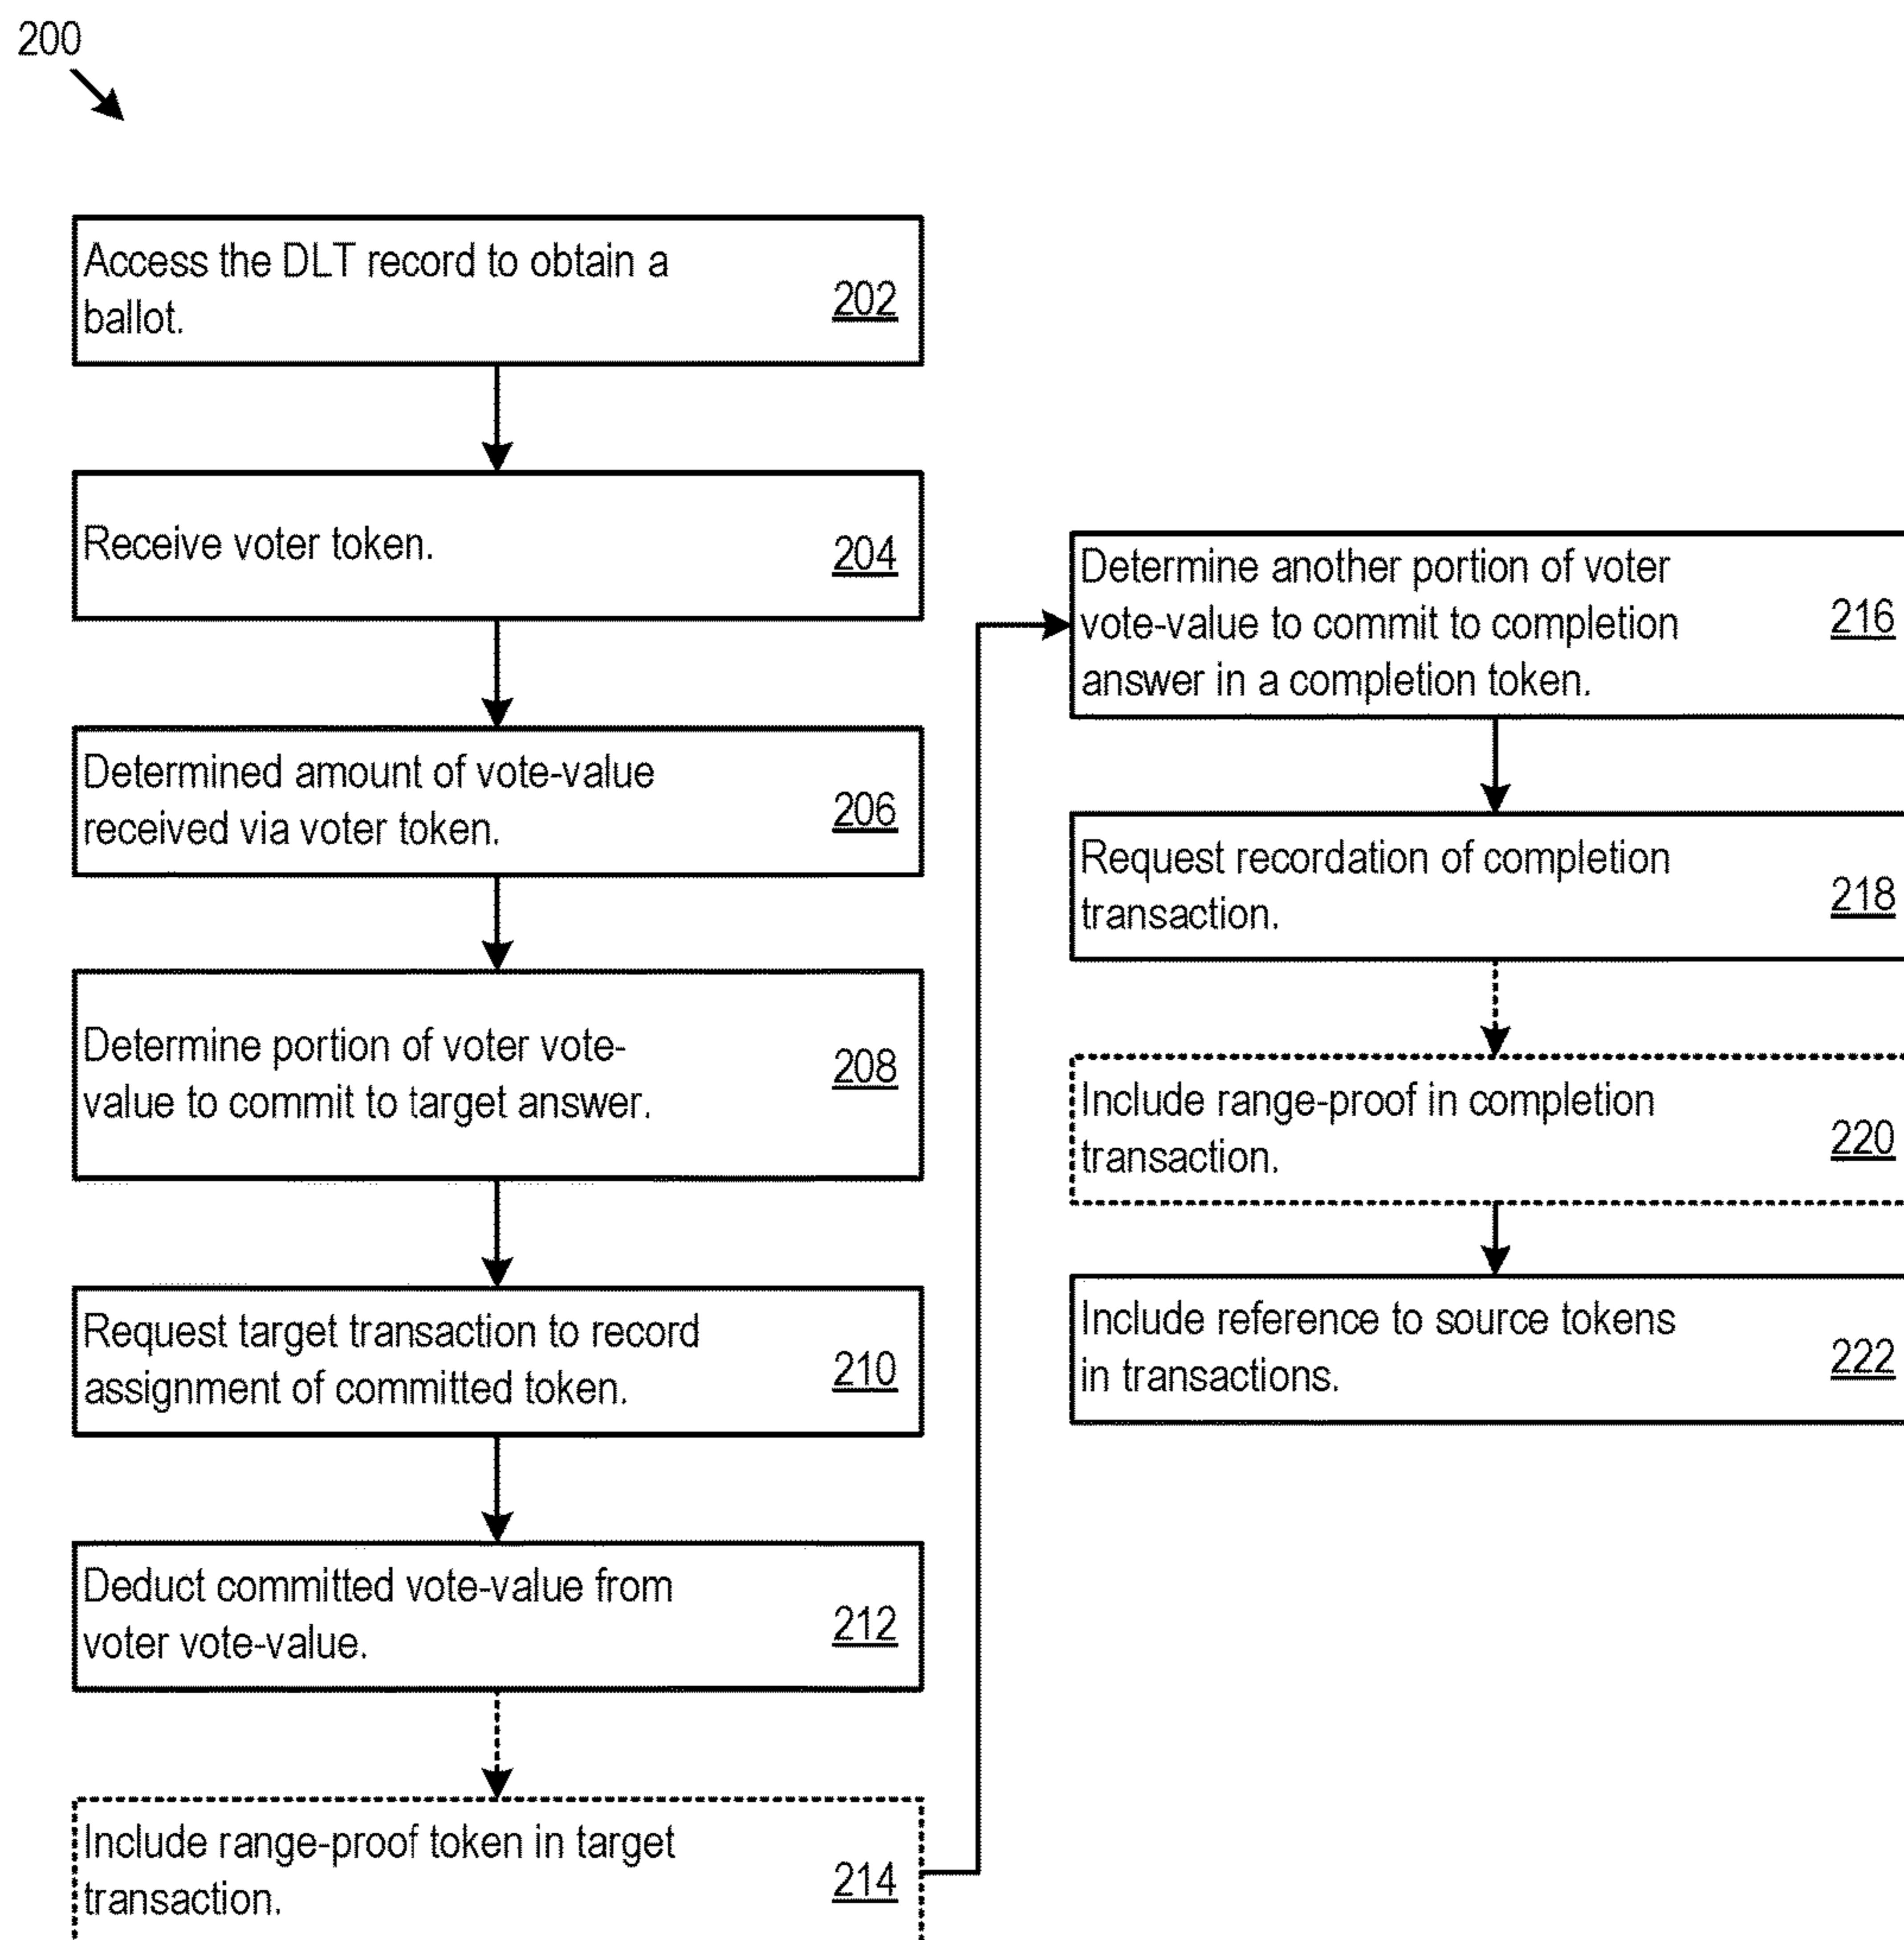 200
Access the DLT record to obtain a
ballot.
202
Receive voter token.
204
Determined amount of vote-value
received via voter token.
206
Determine portion of voter vote-
value to commit to target answer.
208
Request target transaction to record
assignment of committed token.
210
Deduct committed vote-value from
voter vote-value.
212
Include range-proof token in target
transaction.
214
Determine another portion of voter
vote-value to commit to completion
answer in a completion token.
216
Request recordation of completion
transaction.
218
Include range-proof in completion
transaction.
220
Include reference to source tokens
in transactions.
222